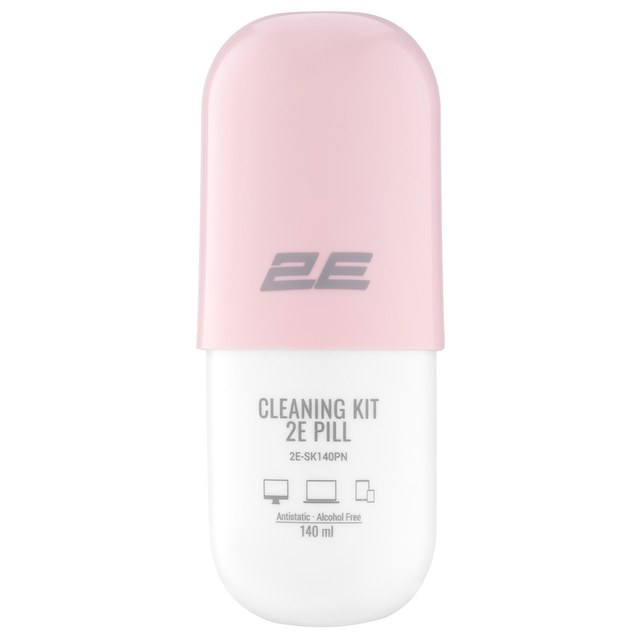 2E
CLEANING KIT
2E PILL
2E-SK140PN
Antistatic · Alcohol Free
140 ml